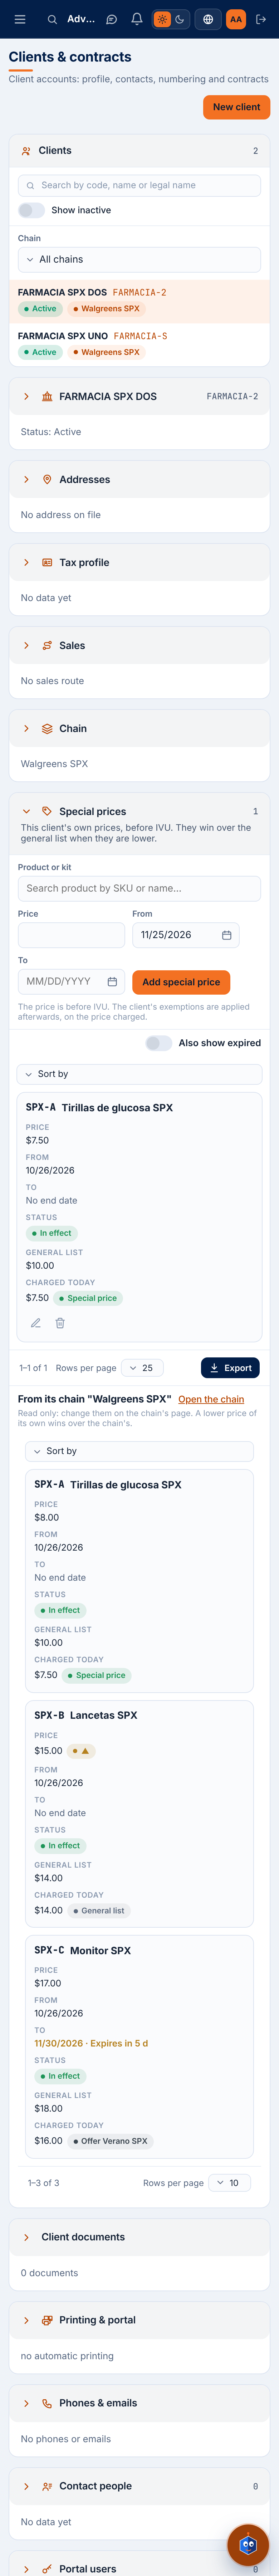 Adv...
AA
Clients & contracts
Client accounts: profile, contacts, numbering and contracts
New client
Clients 2
Search by code, name or legal name
Show inactive
Chain
All chains
FARMACIA SPX DOS FARMACIA-2
Active Walgreens SPX
FARMACIA SPX UNO FARMACIA-S
Active Walgreens SPX
FARMACIA SPX DOS FARMACIA-2
Status: Active
Addresses
No address on file
Tax profile
No data yet
Sales
No sales route
Chain
Walgreens SPX
Special prices 1
This client's own prices, before IVU. They win over the
general list when they are lower.
Product or kit
Search product by SKU or name...
Price From
11/25/2026
To
MM/DD/YYYY Add special price
The price is before IVU. The client's exemptions are applied
afterwards, on the price charged.
Also show expired
Sort by
SPX-A Tirillas de glucosa SPX
PRICE
$7.50
FROM
10/26/2026
TO
No end date
STATUS
In effect
GENERAL LIST
$10.00
CHARGED TODAY
$7.50 Special price
1–1 of 1 Rows per page 25 Export
From its chain "Walgreens SPX" Open the chain
Read only: change them on the chain's page. A lower price of
its own wins over the chain's.
Sort by
SPX-A Tirillas de glucosa SPX
PRICE
$8.00
FROM
10/26/2026
TO
No end date
STATUS
In effect
GENERAL LIST
$10.00
CHARGED TODAY
$7.50 Special price
SPX-B Lancetas SPX
PRICE
$15.00
FROM
10/26/2026
TO
No end date
STATUS
In effect
GENERAL LIST
$14.00
CHARGED TODAY
$14.00 General list
SPX-C Monitor SPX
PRICE
$17.00
FROM
10/26/2026
TO
11/30/2026 · Expires in 5 d
STATUS
In effect
GENERAL LIST
$18.00
CHARGED TODAY
$16.00 Offer Verano SPX
1–3 of 3 Rows per page 10
Client documents
0 documents
Printing & portal
no automatic printing
Phones & emails
No phones or emails
Contact people 0
No data yet
Portal users 0